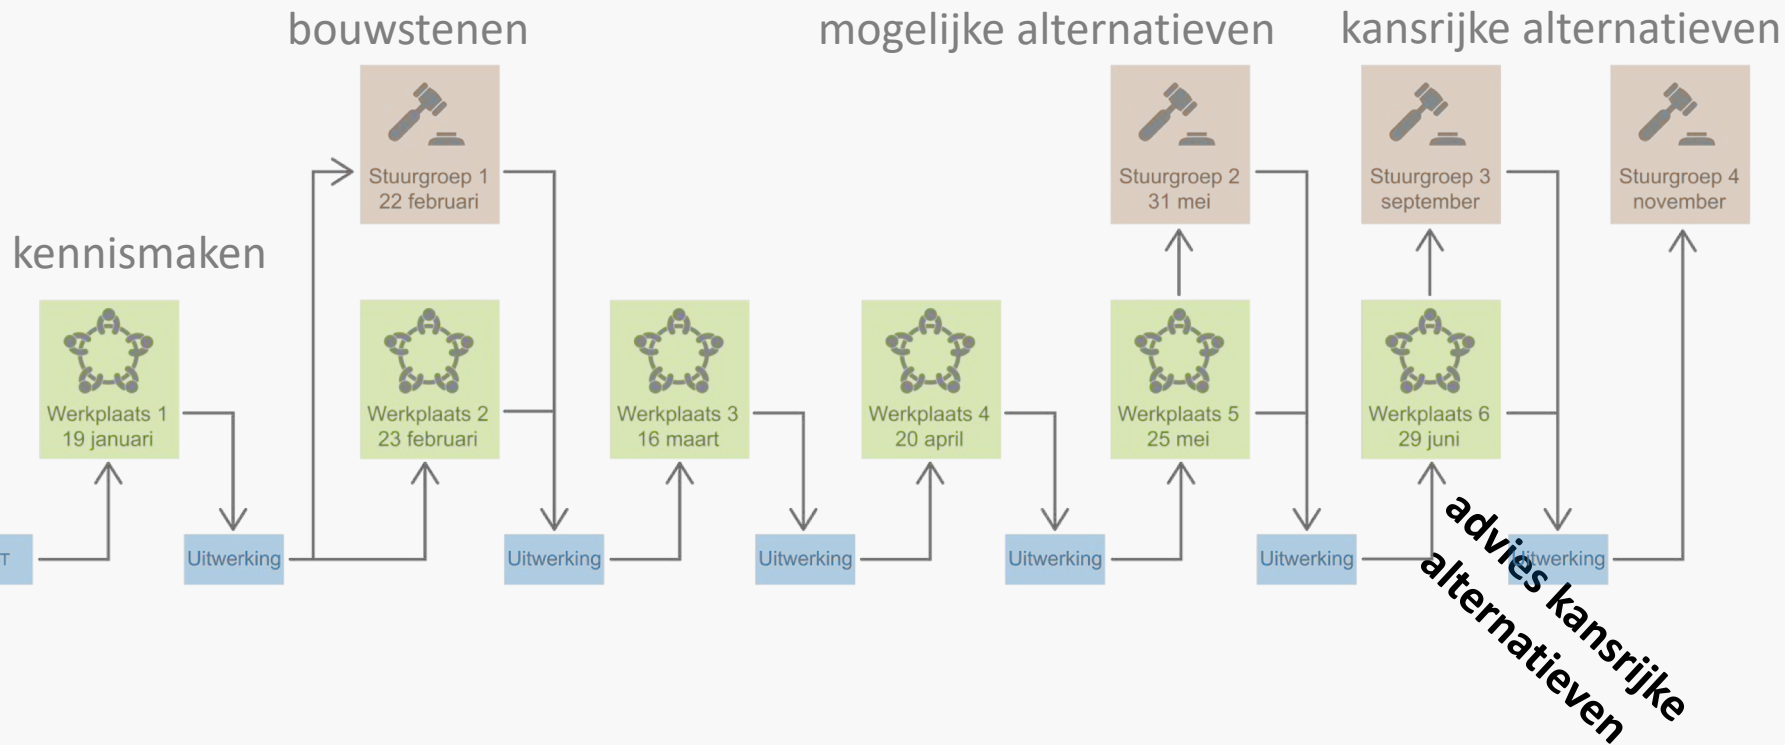 bouwstenen
mogelijke alternatieven
kansrijke alternatieven
Stuurgroep 1
22 februari
Stuurgroep 2
31 mei
Stuurgroep 3
september
Stuurgroep 4
november
kennismaken
Werkplaats 1
19 januari
Werkplaats 2
23 februari
Werkplaats 3
16 maart
Werkplaats 4
20 april
Werkplaats 5
25 mei
Werkplaats 6
29 juni
T
Uitwerking
Uitwerking
Uitwerking
Uitwerking
Uitwerking
Uitwerking
advies kansrijke
alternatieven